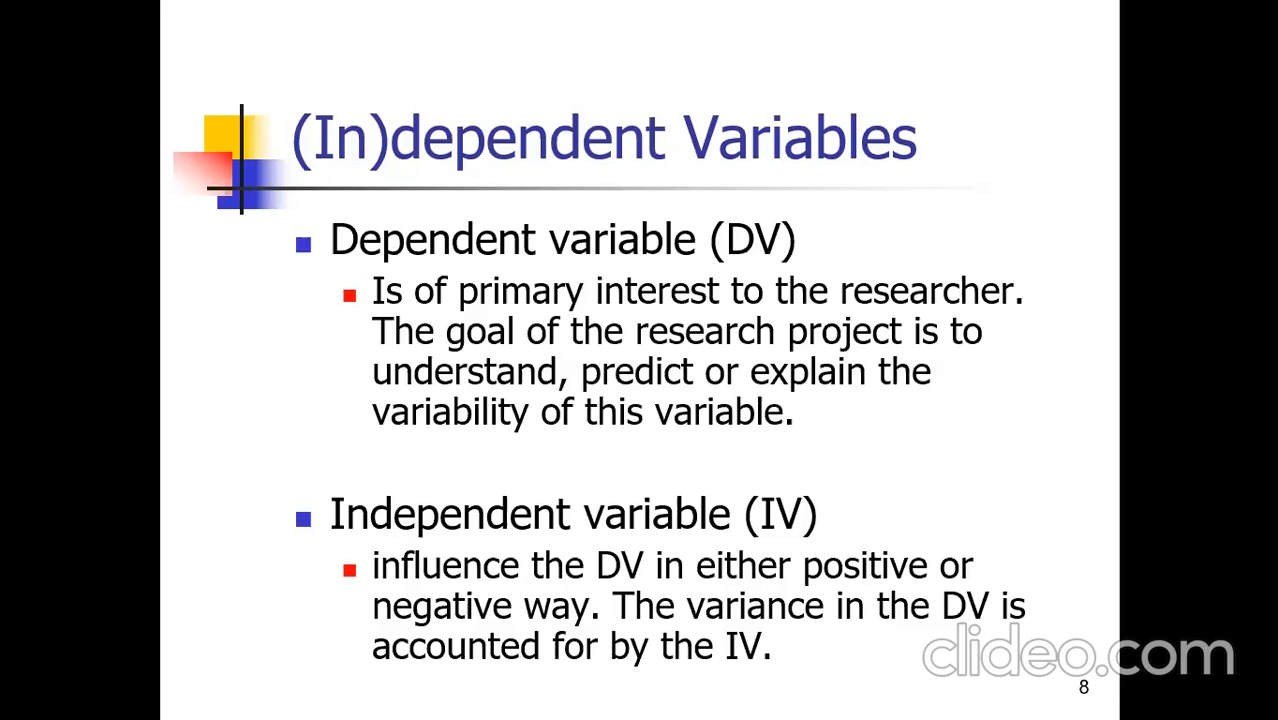 (In)dependent Variables
Dependent variable (DV)
Is of primary interest to the researcher.
The goal of the research project is to
understand, predict or explain the
variability of this variable.
Independent variable (IV)
influence the DV in either positive or
negative way. The variance in the DV is
accounted for by the IV.
clideo.com
8